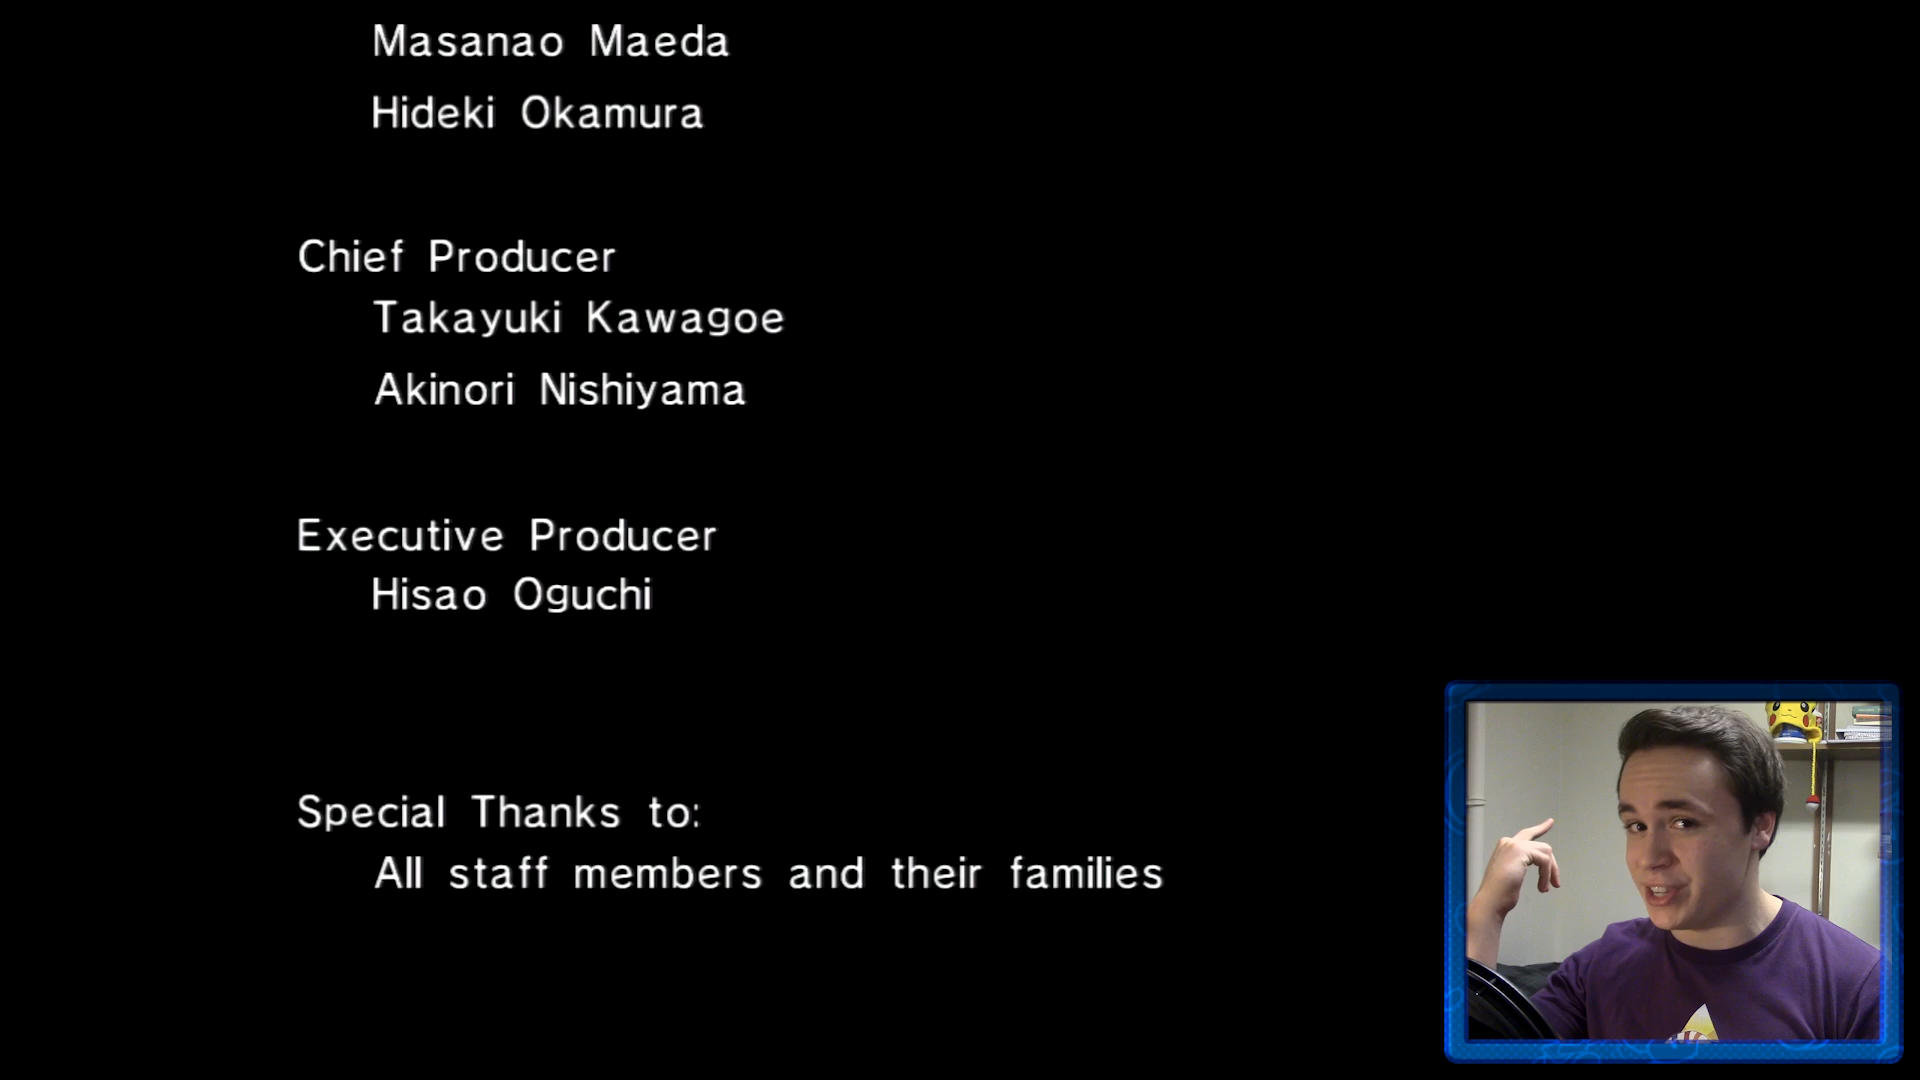 Masanao Maeda
Hideki Okamura
Chief Producer
Takayuki Kawagoe
Akinori Nishiyama
Executive Producer
Hisao Oguchi
Special Thanks to:
All staff members and their families